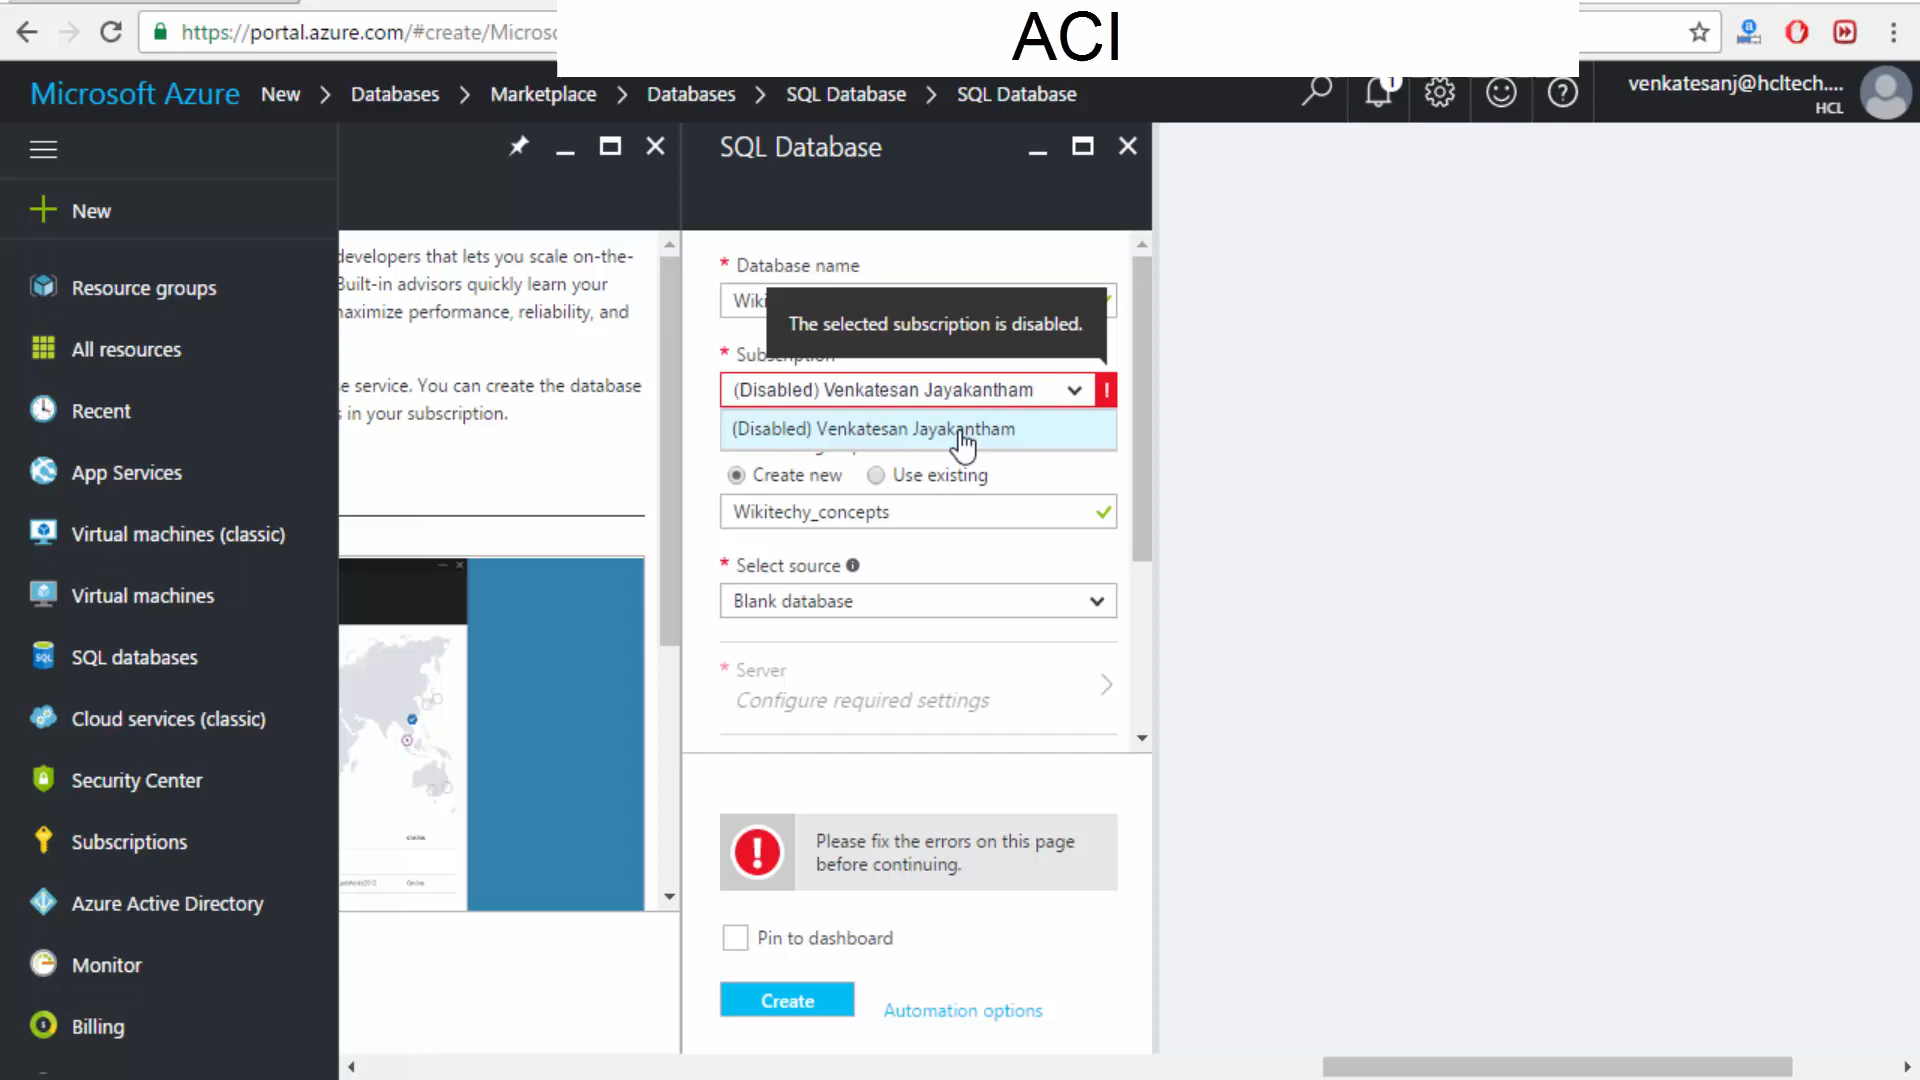 https://portal.azure.com/#create/Microso
ACI
Microsoft Azure
New > Databases > Marketplace > Databases > SQL Database > SQL Database
1
venkatesanj@hcltech....
HCL
New
Resource groups
All resources
Recent
App Services
Virtual machines (classic)
Virtual machines
SQL databases
Cloud services (classic)
Security Center
Subscriptions
Azure Active Directory
Monitor
Billing
developers that lets you scale on-the-
Built-in advisors quickly learn your
maximize performance, reliability, and
e service. You can create the database
s in your subscription.
SQL Database
* Database name
Wiki
The selected subscription is disabled.
* Subscription
(Disabled) Venkatesan Jayakantham
(Disabled) Venkatesan Jayakantham
Create new
Use existing
Wikitechy_concepts
* Select source
Blank database
* Server
Configure required settings
Please fix the errors on this page
before continuing.
Pin to dashboard
Create
Automation options